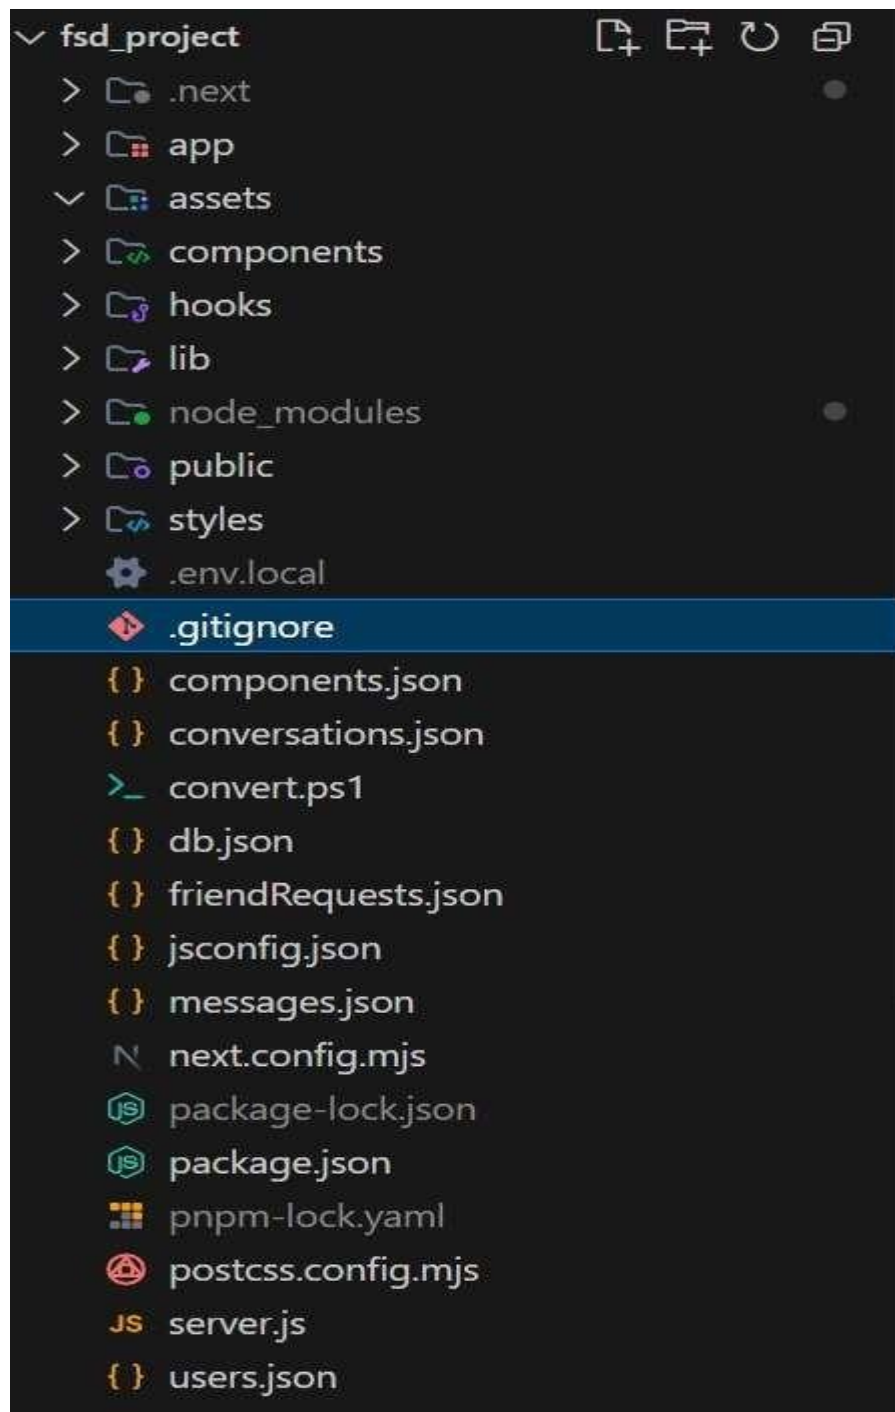 fsd_project
.next
app
assets
components
hooks
lib
node_modules
public
styles
.env.local
.gitignore
components.json
conversations.json
convert.ps1
db.json
friendRequests.json
jsconfig.json
messages.json
next.config.mjs
package-lock.json
package.json
pnpm-lock.yaml
postcss.config.mjs
JS server.js
users.json